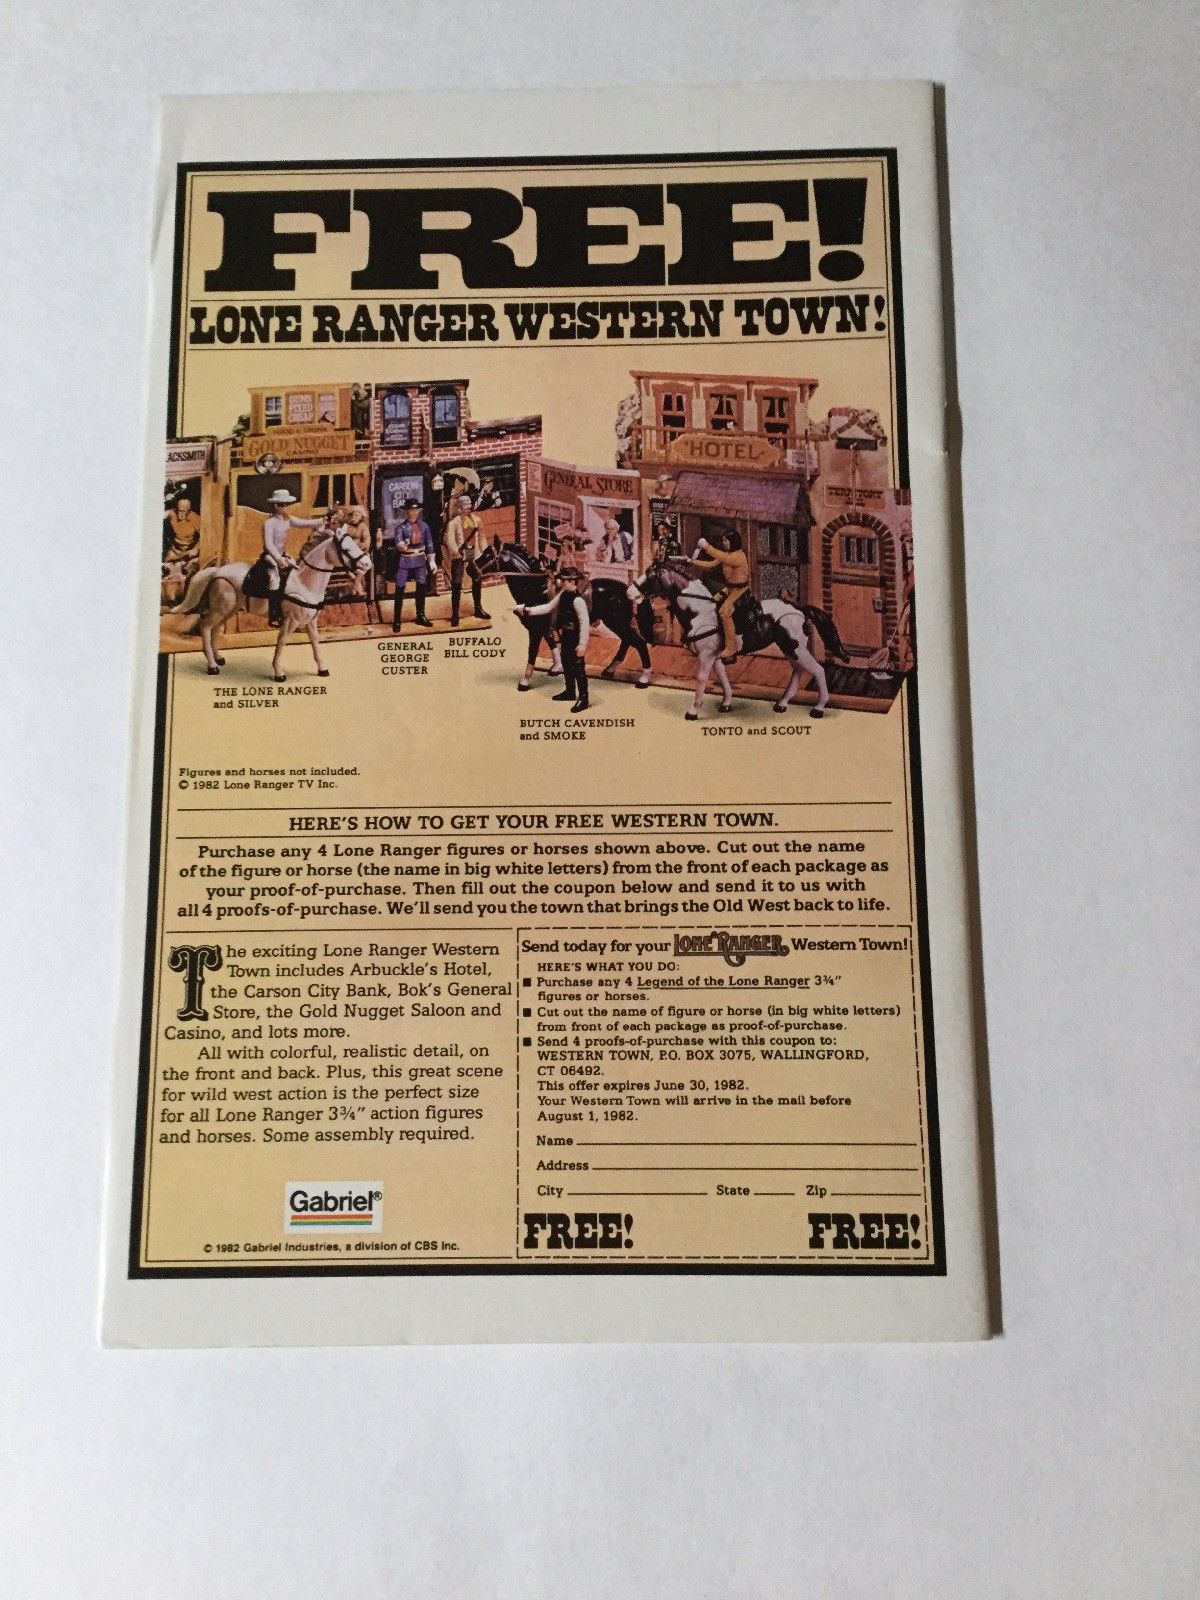 FREE!
LONE RANGER WESTERN TOWN!
GUNS
FIXED
CHEAP
ACKSMITH
GOLD NUGGET
CASINO
CARSON
CITY
GENERAL STORE
HOTEL
TERRITORY
THE LONE RANGER
and SILVER
GENERAL
GEORGE
CUSTER
BUFFALO
BILL CODY
BUTCH CAVENDISH
and SMOKE
TONTO and SCOUT
Figures and horses not included.
© 1982 Lone Ranger TV Inc.
HERE'S HOW TO GET YOUR FREE WESTERN TOWN.
Purchase any 4 Lone Ranger figures or horses shown above. Cut out the name
of the figure or horse (the name in big white letters) from the front of each package as
your proof-of-purchase. Then fill out the coupon below and send it to us with
all 4 proofs-of-purchase. We'll send you the town that brings the Old West back to life.
The exciting Lone Ranger Western
Town includes Arbuckle's Hotel,
the Carson City Bank, Bok's General
Store, the Gold Nugget Saloon and
Casino, and lots more.
All with colorful, realistic detail, on
the front and back. Plus, this great scene
for wild west action is the perfect size
for all Lone Ranger 3¾" action figures
and horses. Some assembly required.
Gabriel®
© 1982 Gabriel Industries, a division of CBS Inc.
Send today for your LONE RANGER Western Town!
HERE'S WHAT YOU DO:
■ Purchase any 4 Legend of the Lone Ranger 3¾"
figures or horses.
■ Cut out the name of figure or horse (in big white letters)
from front of each package as proof-of-purchase.
■ Send 4 proofs-of-purchase with this coupon to:
WESTERN TOWN, P.O. BOX 3075, WALLINGFORD,
CT 06492.
This offer expires June 30, 1982.
Your Western Town will arrive in the mail before
August 1, 1982.
Name
Address
City State Zip
FREE! FREE!